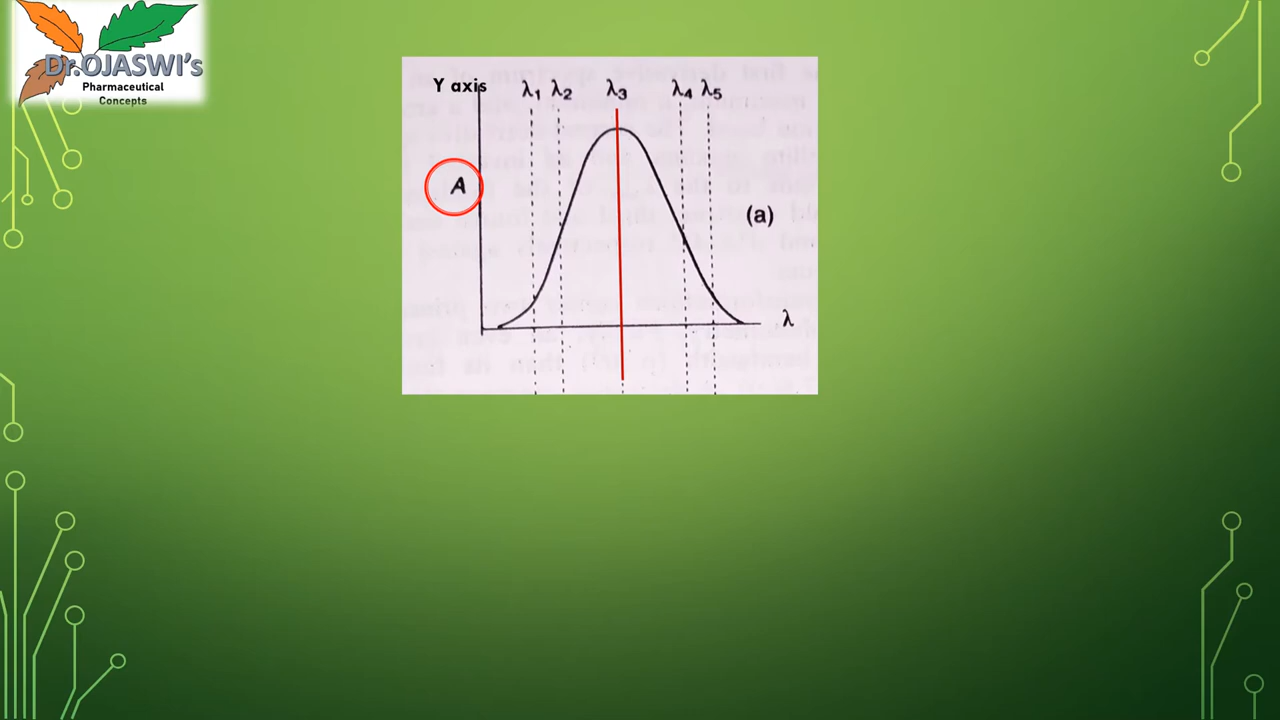 Dr.OJASWI's
Pharmaceutical
Concepts
Y axis λ1 λ2 λ3 λ4 λ5
A
(a)
λ